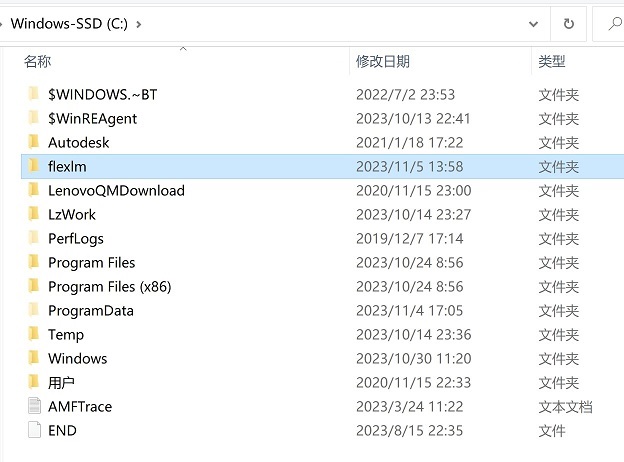 Windows-SSD (C:)
名称 修改日期 类型
$WINDOWS.~BT 2022/7/2 23:53 文件夹
$WinREAgent 2023/10/13 22:41 文件夹
Autodesk 2021/1/18 17:22 文件夹
flexlm 2023/11/5 13:58 文件夹
LenovoQMDownload 2020/11/15 23:00 文件夹
LzWork 2023/10/14 23:27 文件夹
PerfLogs 2019/12/7 17:14 文件夹
Program Files 2023/10/24 8:56 文件夹
Program Files (x86) 2023/10/24 8:56 文件夹
ProgramData 2023/11/4 17:05 文件夹
Temp 2023/10/14 23:36 文件夹
Windows 2023/10/30 11:20 文件夹
用户 2020/11/15 22:33 文件夹
AMFTrace 2023/3/24 11:22 文本文档
END 2023/8/15 22:35 文件